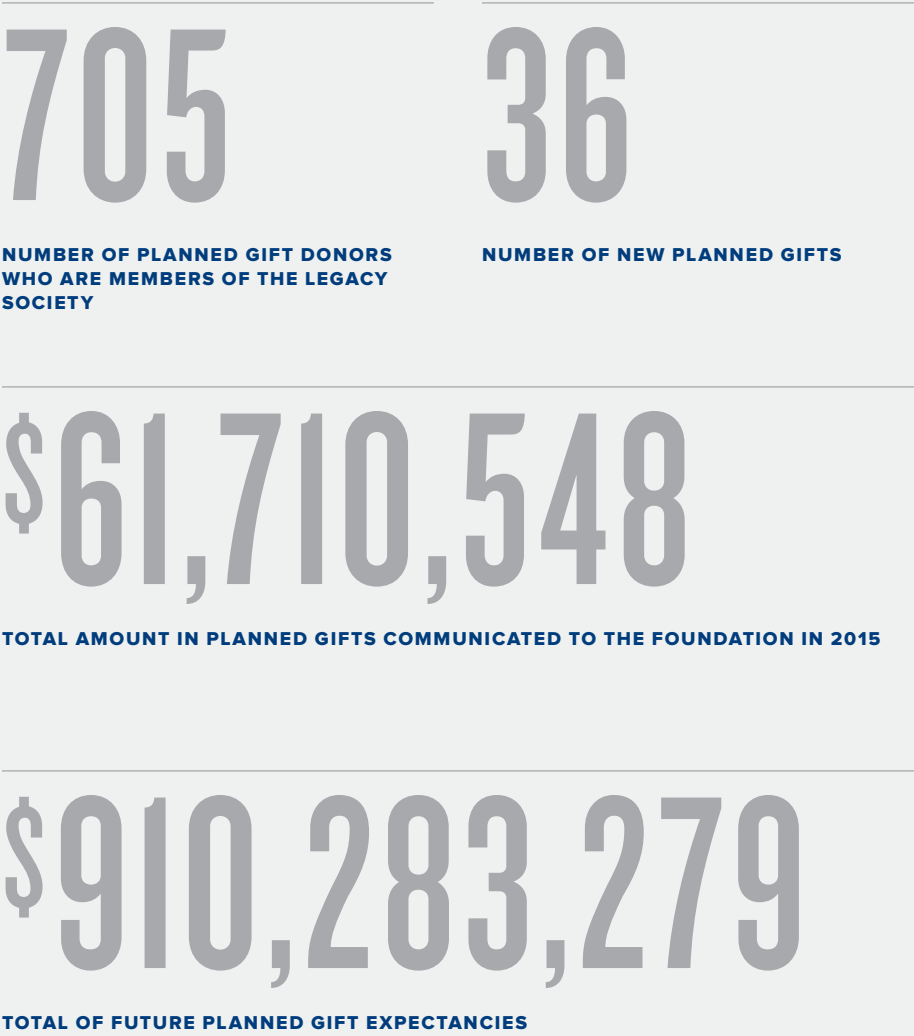 705
NUMBER OF PLANNED GIFT DONORS
WHO ARE MEMBERS OF THE LEGACY
SOCIETY
36
NUMBER OF NEW PLANNED GIFTS
$61,710,548
TOTAL AMOUNT IN PLANNED GIFTS COMMUNICATED TO THE FOUNDATION IN 2015
$910,283,279
TOTAL OF FUTURE PLANNED GIFT EXPECTANCIES